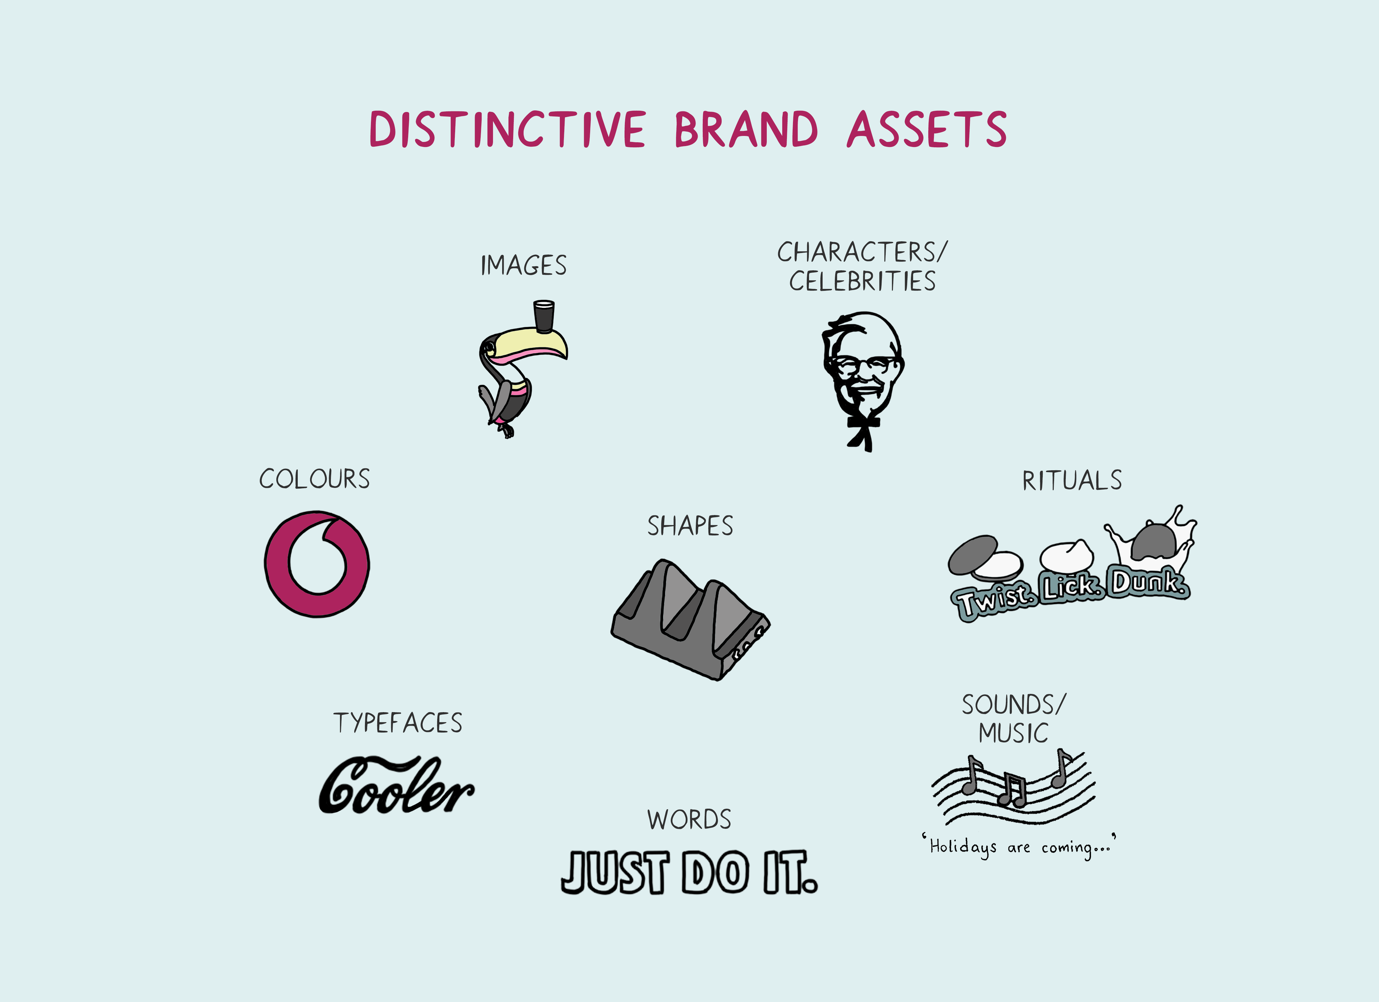 DISTINCTIVE BRAND ASSETS
IMAGES
CHARACTERS/
CELEBRITIES
COLOURS
SHAPES
RITUALS
Twist. Lick. Dunk.
TYPEFACES
Cooler
SOUNDS/
MUSIC
'Holidays are coming...'
WORDS
JUST DO IT.